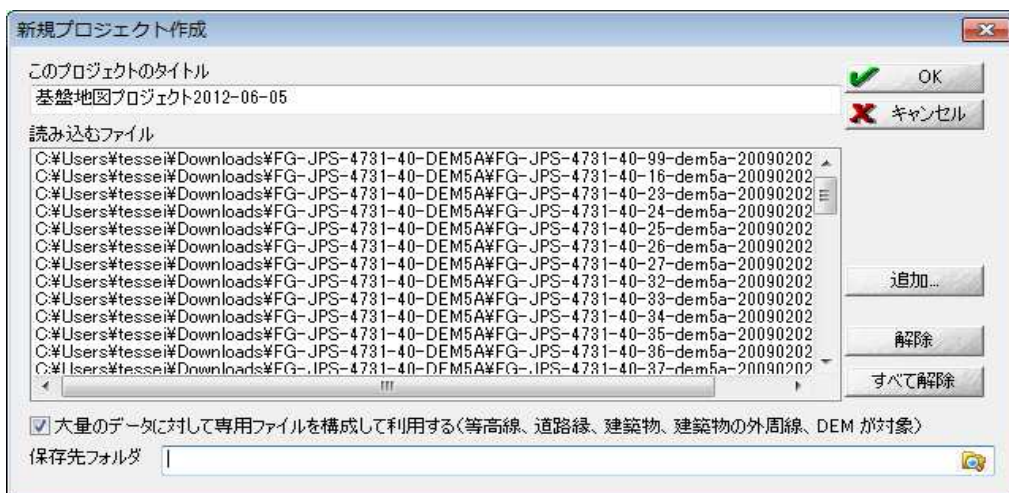 新規プロジェクト作成
このプロジェクトのタイトル
基盤地図プロジェクト2012-06-05
OK
キャンセル
読み込むファイル
C:¥Users¥tessei¥Downloads¥FG-JPS-4731-40-DEM5A¥FG-JPS-4731-40-99-dem5a-20090202
C:¥Users¥tessei¥Downloads¥FG-JPS-4731-40-DEM5A¥FG-JPS-4731-40-16-dem5a-20090202
C:¥Users¥tessei¥Downloads¥FG-JPS-4731-40-DEM5A¥FG-JPS-4731-40-23-dem5a-20090202
C:¥Users¥tessei¥Downloads¥FG-JPS-4731-40-DEM5A¥FG-JPS-4731-40-24-dem5a-20090202
C:¥Users¥tessei¥Downloads¥FG-JPS-4731-40-DEM5A¥FG-JPS-4731-40-25-dem5a-20090202
C:¥Users¥tessei¥Downloads¥FG-JPS-4731-40-DEM5A¥FG-JPS-4731-40-26-dem5a-20090202
C:¥Users¥tessei¥Downloads¥FG-JPS-4731-40-DEM5A¥FG-JPS-4731-40-27-dem5a-20090202
C:¥Users¥tessei¥Downloads¥FG-JPS-4731-40-DEM5A¥FG-JPS-4731-40-32-dem5a-20090202
C:¥Users¥tessei¥Downloads¥FG-JPS-4731-40-DEM5A¥FG-JPS-4731-40-33-dem5a-20090202
C:¥Users¥tessei¥Downloads¥FG-JPS-4731-40-DEM5A¥FG-JPS-4731-40-34-dem5a-20090202
C:¥Users¥tessei¥Downloads¥FG-JPS-4731-40-DEM5A¥FG-JPS-4731-40-35-dem5a-20090202
C:¥Users¥tessei¥Downloads¥FG-JPS-4731-40-DEM5A¥FG-JPS-4731-40-36-dem5a-20090202
C:¥Users¥tessei¥Downloads¥FG-JPS-4731-40-DEM5A¥FG-JPS-4731-40-37-dem5a-20090202
追加...
解除
すべて解除
大量のデータに対して専用ファイルを構成して利用する(等高線、道路縁、建築物、建築物の外周線、DEM が対象)
保存先フォルダ